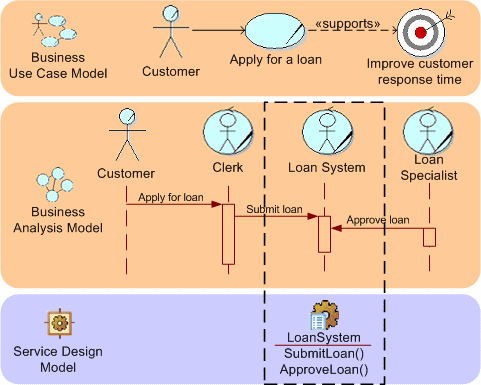 «supports»
Business
Use Case Model
Customer
Apply for a loan
Improve customer
response time
Customer
Clerk
Loan System
Loan
Specialist
Business
Analysis Model
Apply for loan
Submit loan
Approve loan
Service Design
Model
LoanSystem
SubmitLoan()
ApproveLoan()